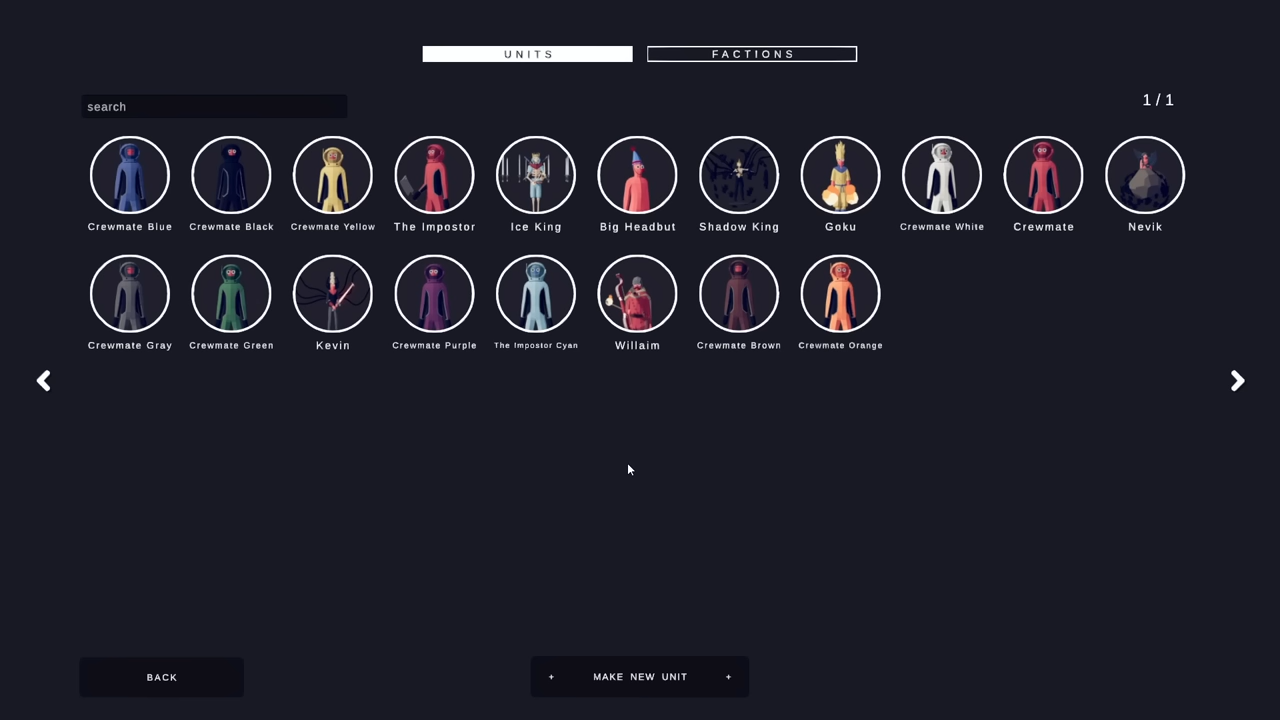 UNITS
FACTIONS
search
1 / 1
Crewmate Blue
Crewmate Black
Crewmate Yellow
The Impostor
Ice King
Big Headbut
Shadow King
Goku
Crewmate White
Crewmate
Nevik
Crewmate Gray
Crewmate Green
Kevin
Crewmate Purple
The Impostor Cyan
Willaim
Crewmate Brown
Crewmate Orange
BACK
+ MAKE NEW UNIT +